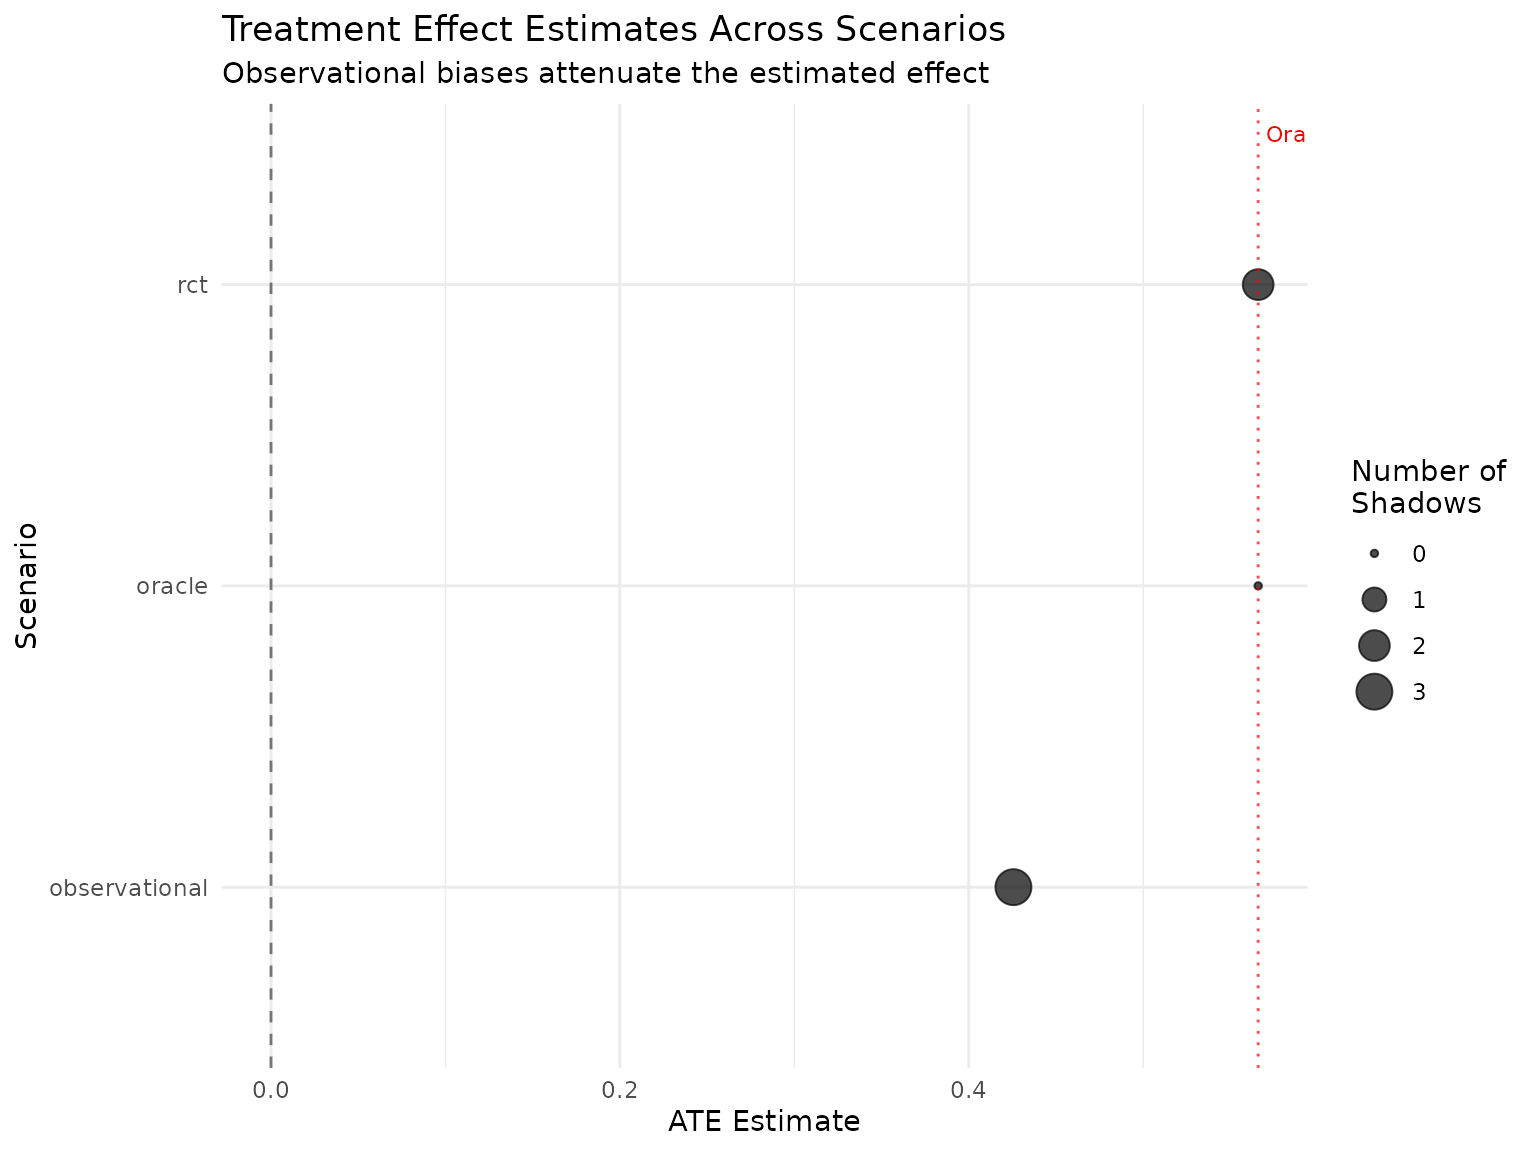 Treatment Effect Estimates Across Scenarios
Observational biases attenuate the estimated effect
Ora
rct
oracle
observational
Scenario
0.0
0.2
0.4
ATE Estimate
Number of
Shadows
0
1
2
3